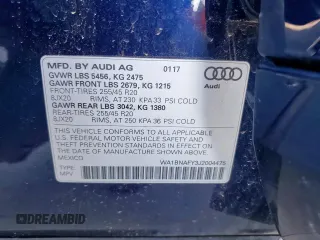 MFD. BY AUDI AG 0117
GVWR LBS 5456, KG 2475
GAWR FRONT LBS 2679, KG 1215
FRONT-TIRES 255/45 R20
8JX20 RIMS, AT 230 KPA 33 PSI COLD
GAWR REAR LBS 3042, KG 1380
REAR-TIRES 255/45 R20
8JX20 RIMS, AT 250 KPA 36 PSI COLD
THIS VEHICLE CONFORMS TO ALL APPLICABLE
U.S. FEDERAL MOTOR VEHICLE SAFETY
BUMPER AND THEFT PREVENTION STANDARDS IN
EFFECT ON THE DATE OF MANUFACTURE SHOWN ABOVE.
MEXICO WA1BNAFY3J2004475
TYPE
MPV
Audi
DREAMBID